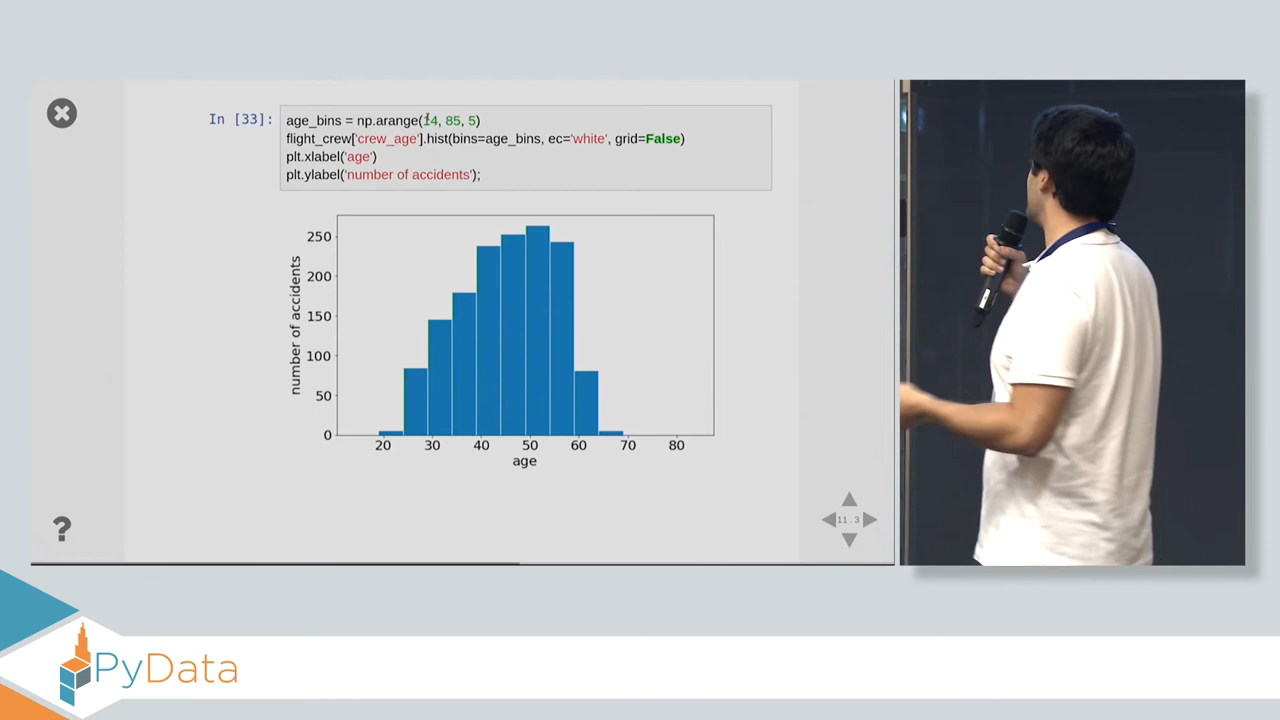 In [33]:
age_bins = np.arange(14, 85, 5)
flight_crew['crew_age'].hist(bins=age_bins, ec='white', grid=False)
plt.xlabel('age')
plt.ylabel('number of accidents');
number of accidents
250
200
150
100
50
0
20 30 40 50 60 70 80
age
?
11.3
PyData